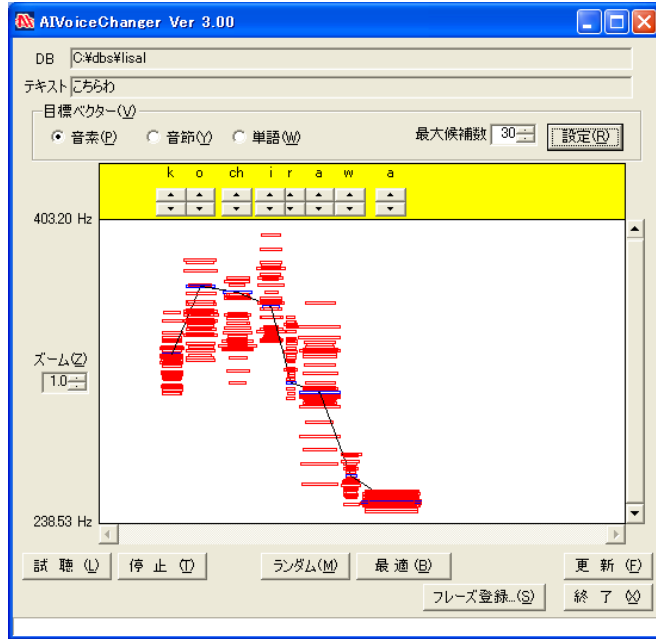 AIVoiceChanger Ver 3.00
DB C:¥dbs¥lisal
テキスト こちらわ
目標ベクター(V)
音素(P) 音節(Y) 単語(W) 最大候補数 30 設定(R)
k o ch i r a w a
403.20 Hz
ズーム(Z)
1.0
238.53 Hz
試 聴 (L) 停 止 (T) ランダム(M) 最 適 (B) 更 新 (F)
フレーズ登録...(S) 終 了 (X)